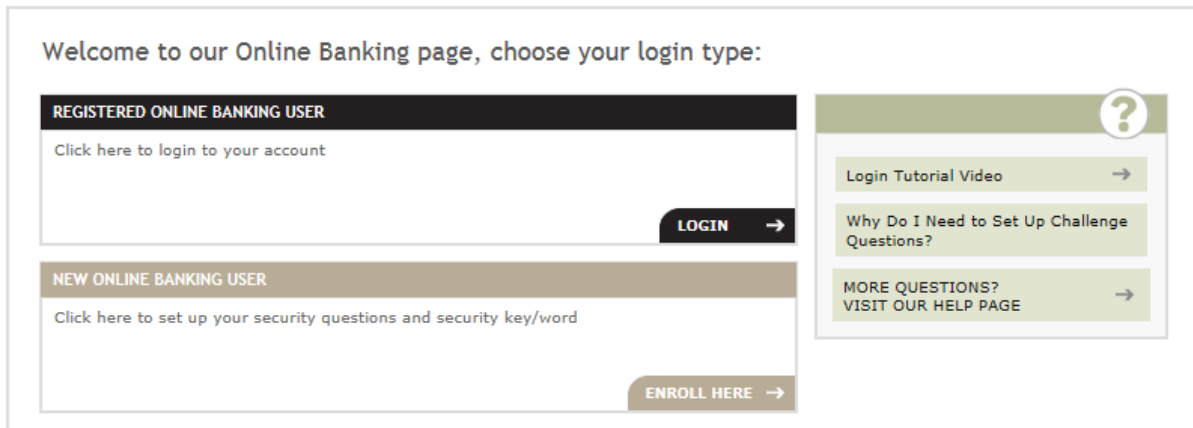 Welcome to our Online Banking page, choose your login type:
REGISTERED ONLINE BANKING USER
Click here to login to your account
LOGIN →
NEW ONLINE BANKING USER
Click here to set up your security questions and security key/word
ENROLL HERE →
?
Login Tutorial Video →
Why Do I Need to Set Up Challenge
Questions?
MORE QUESTIONS?
VISIT OUR HELP PAGE →